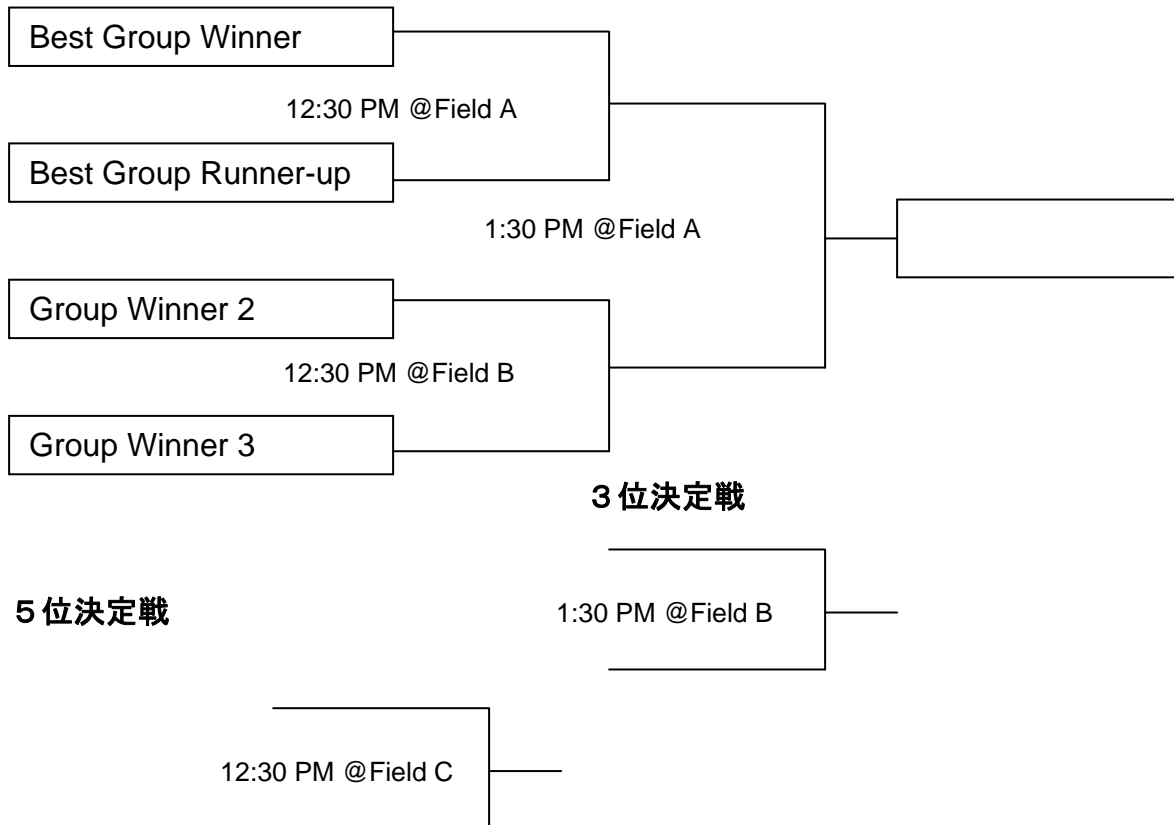 Best Group Winner
12:30 PM @Field A
Best Group Runner-up
1:30 PM @Field A
Group Winner 2
12:30 PM @Field B
Group Winner 3
３位決定戦
５位決定戦
1:30 PM @Field B
12:30 PM @Field C